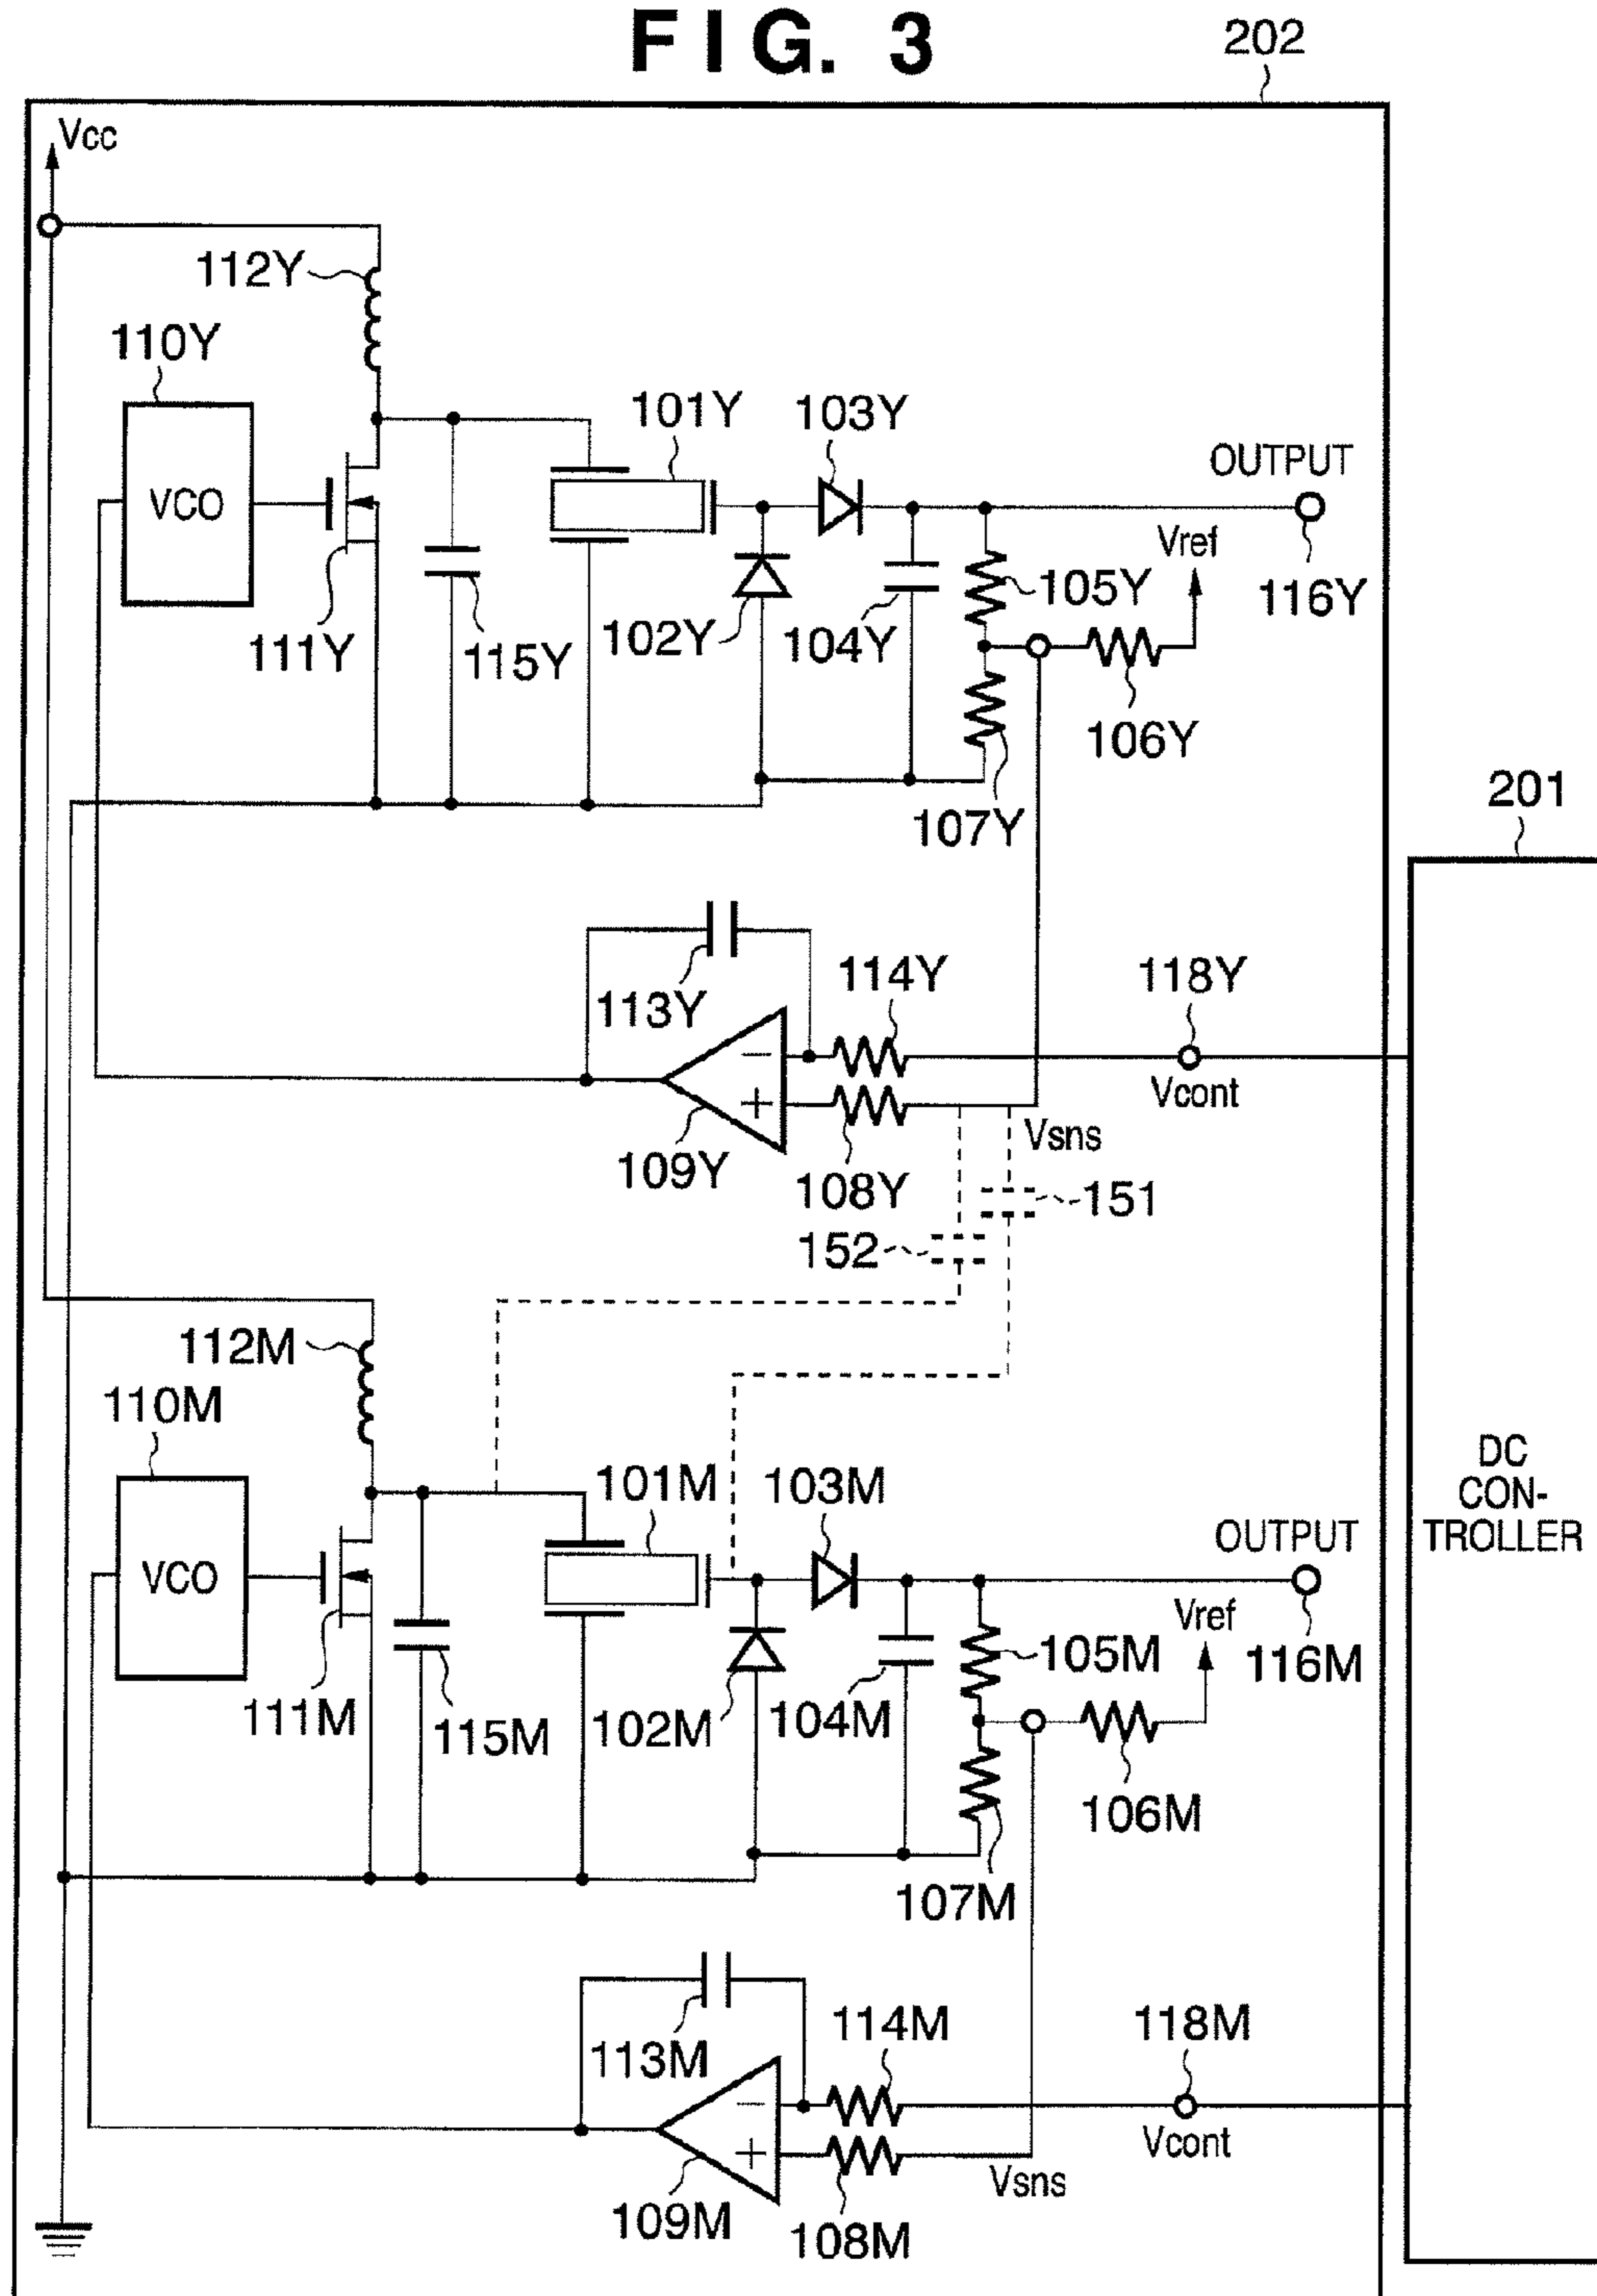 FIG. 3
202
Vcc
112Y
110Y
101Y
103Y
OUTPUT
VCO
Vref
105Y
116Y
111Y
115Y
102Y
104Y
106Y
107Y
201
114Y
118Y
113Y
−
+
Vcont
Vsns
109Y
108Y
151
152
112M
110M
101M
103M
DC
CON-
TROLLER
OUTPUT
VCO
Vref
105M
116M
111M
115M
102M
104M
106M
107M
114M
118M
113M
−
+
Vcont
Vsns
109M
108M